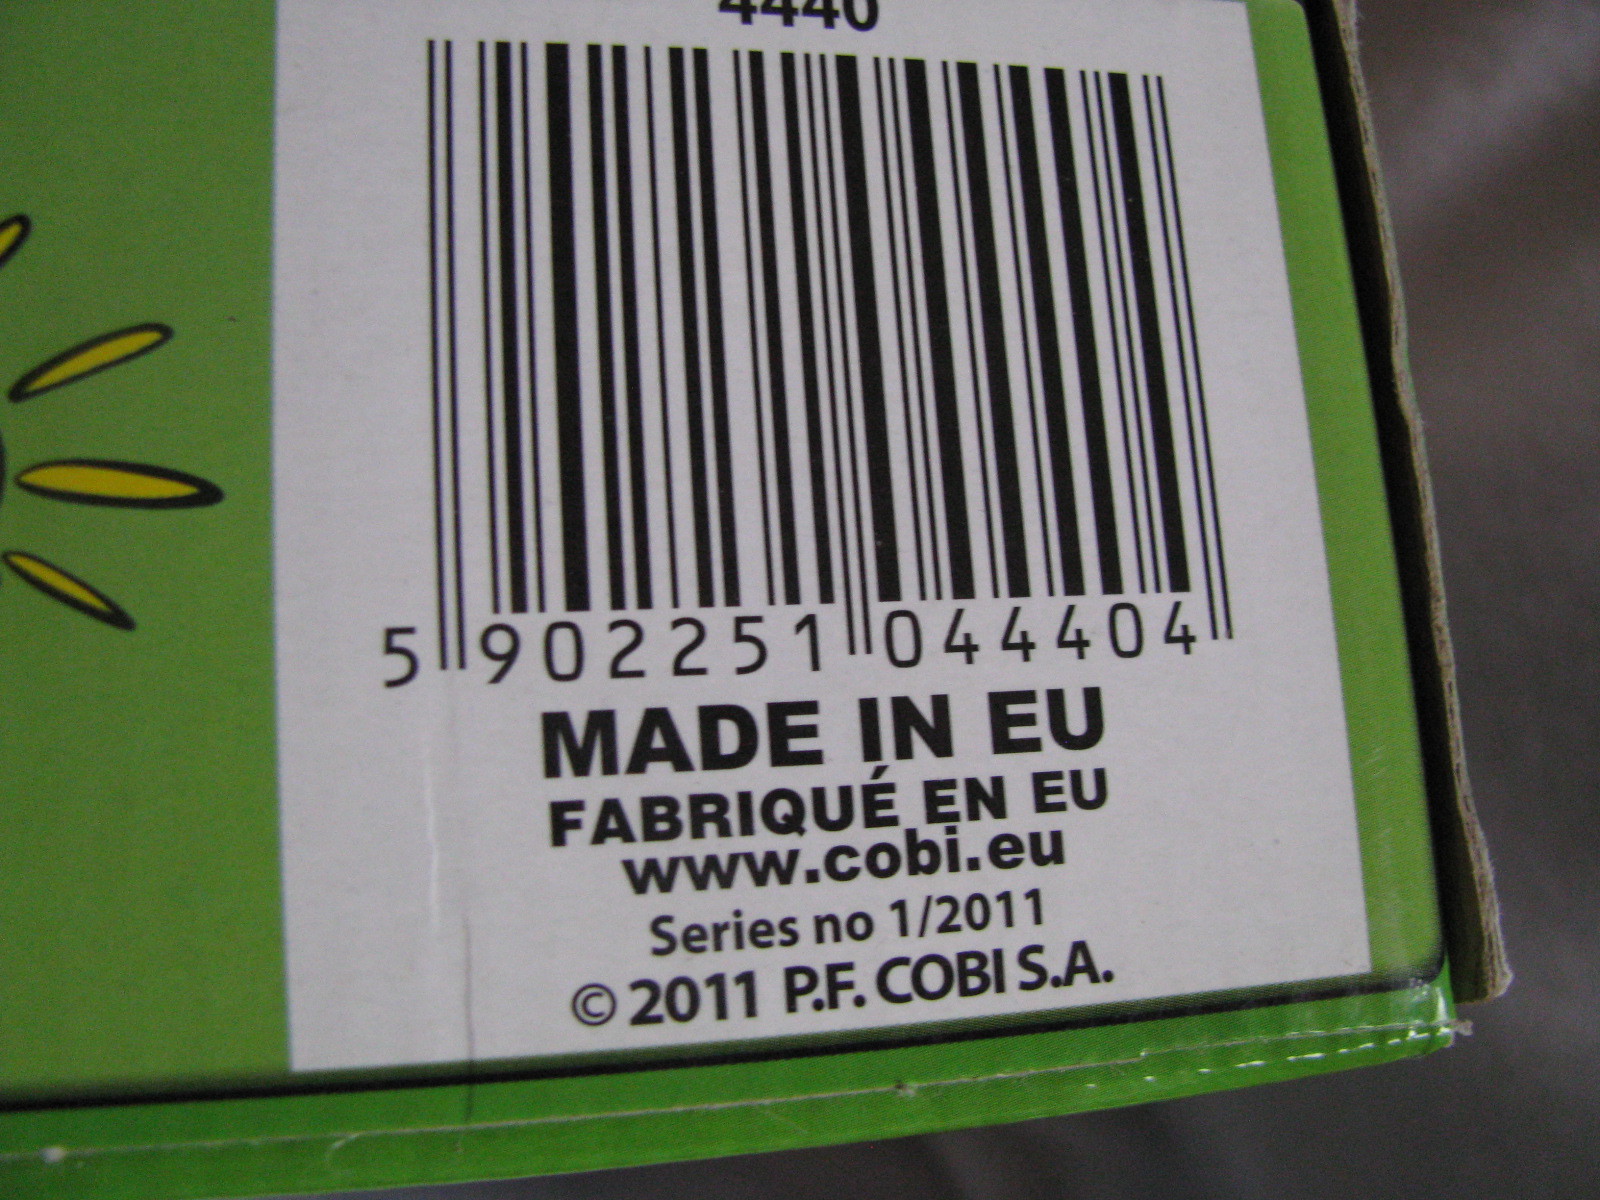 4440
5 902251 044404
MADE IN EU
FABRIQUÉ EN EU
www.cobi.eu
Series no 1/2011
© 2011 P.F. COBI S.A.